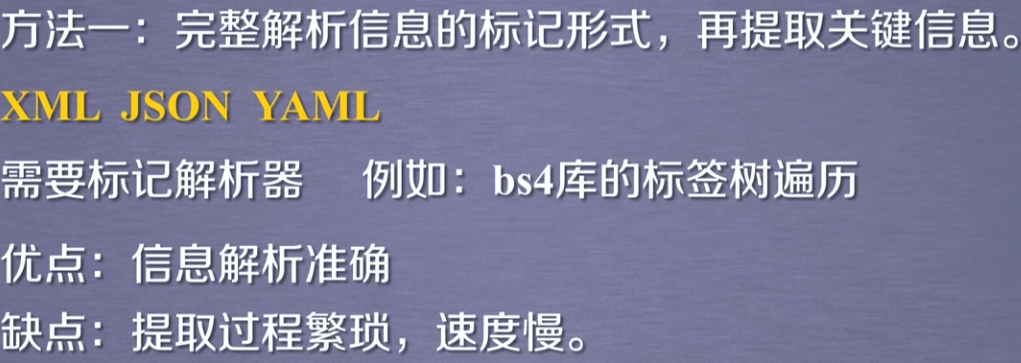 方法一：完整解析信息的标记形式，再提取关键信息。
XML JSON YAML
需要标记解析器 例如：bs4库的标签树遍历
优点：信息解析准确
缺点：提取过程繁琐，速度慢。